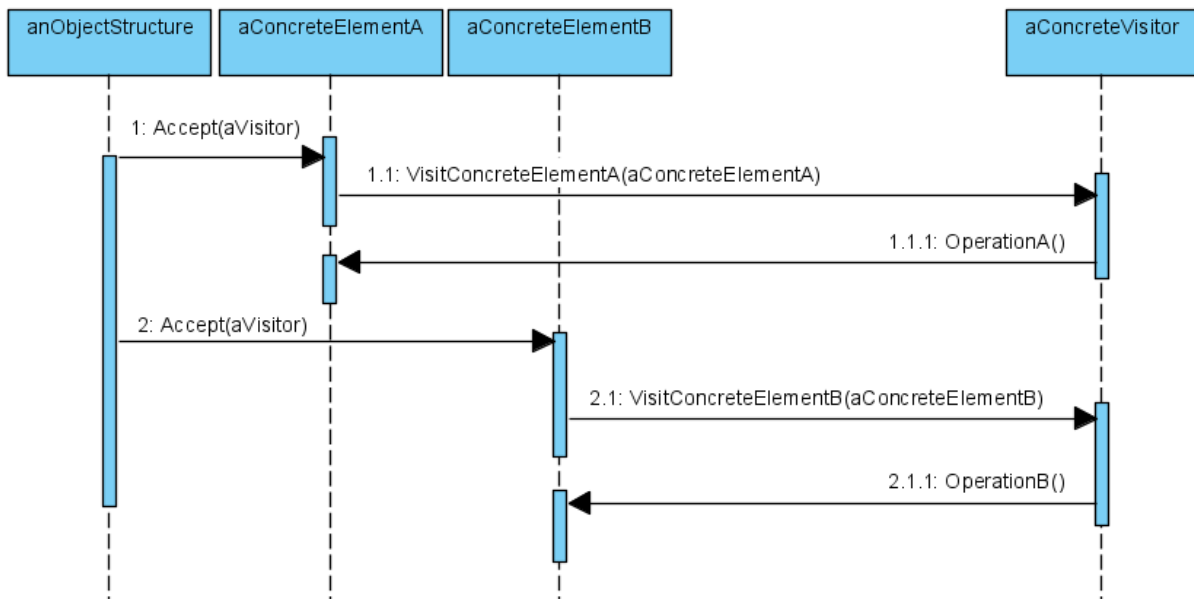 anObjectStructure
aConcreteElementA
aConcreteElementB
aConcreteVisitor
1: Accept(aVisitor)
1.1: VisitConcreteElementA(aConcreteElementA)
1.1.1: OperationA()
2: Accept(aVisitor)
2.1: VisitConcreteElementB(aConcreteElementB)
2.1.1: OperationB()